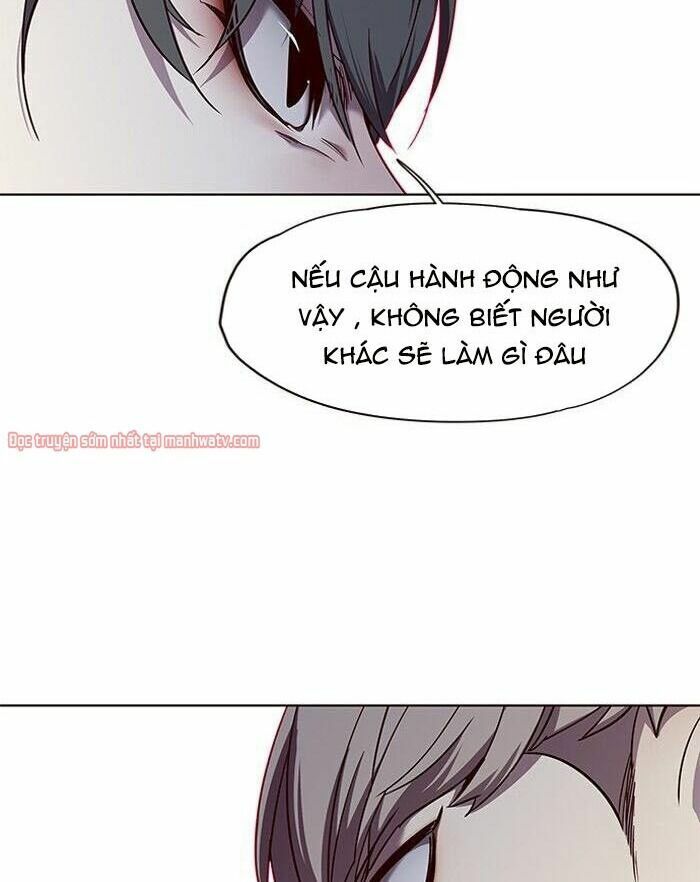 NẾU CẬU HÀNH ĐỘNG NHƯ
VẬY , KHÔNG BIẾT NGƯỜI
KHÁC SẼ LÀM GÌ ĐÂU
Đọc truyện sớm nhất tại manhwatv.com